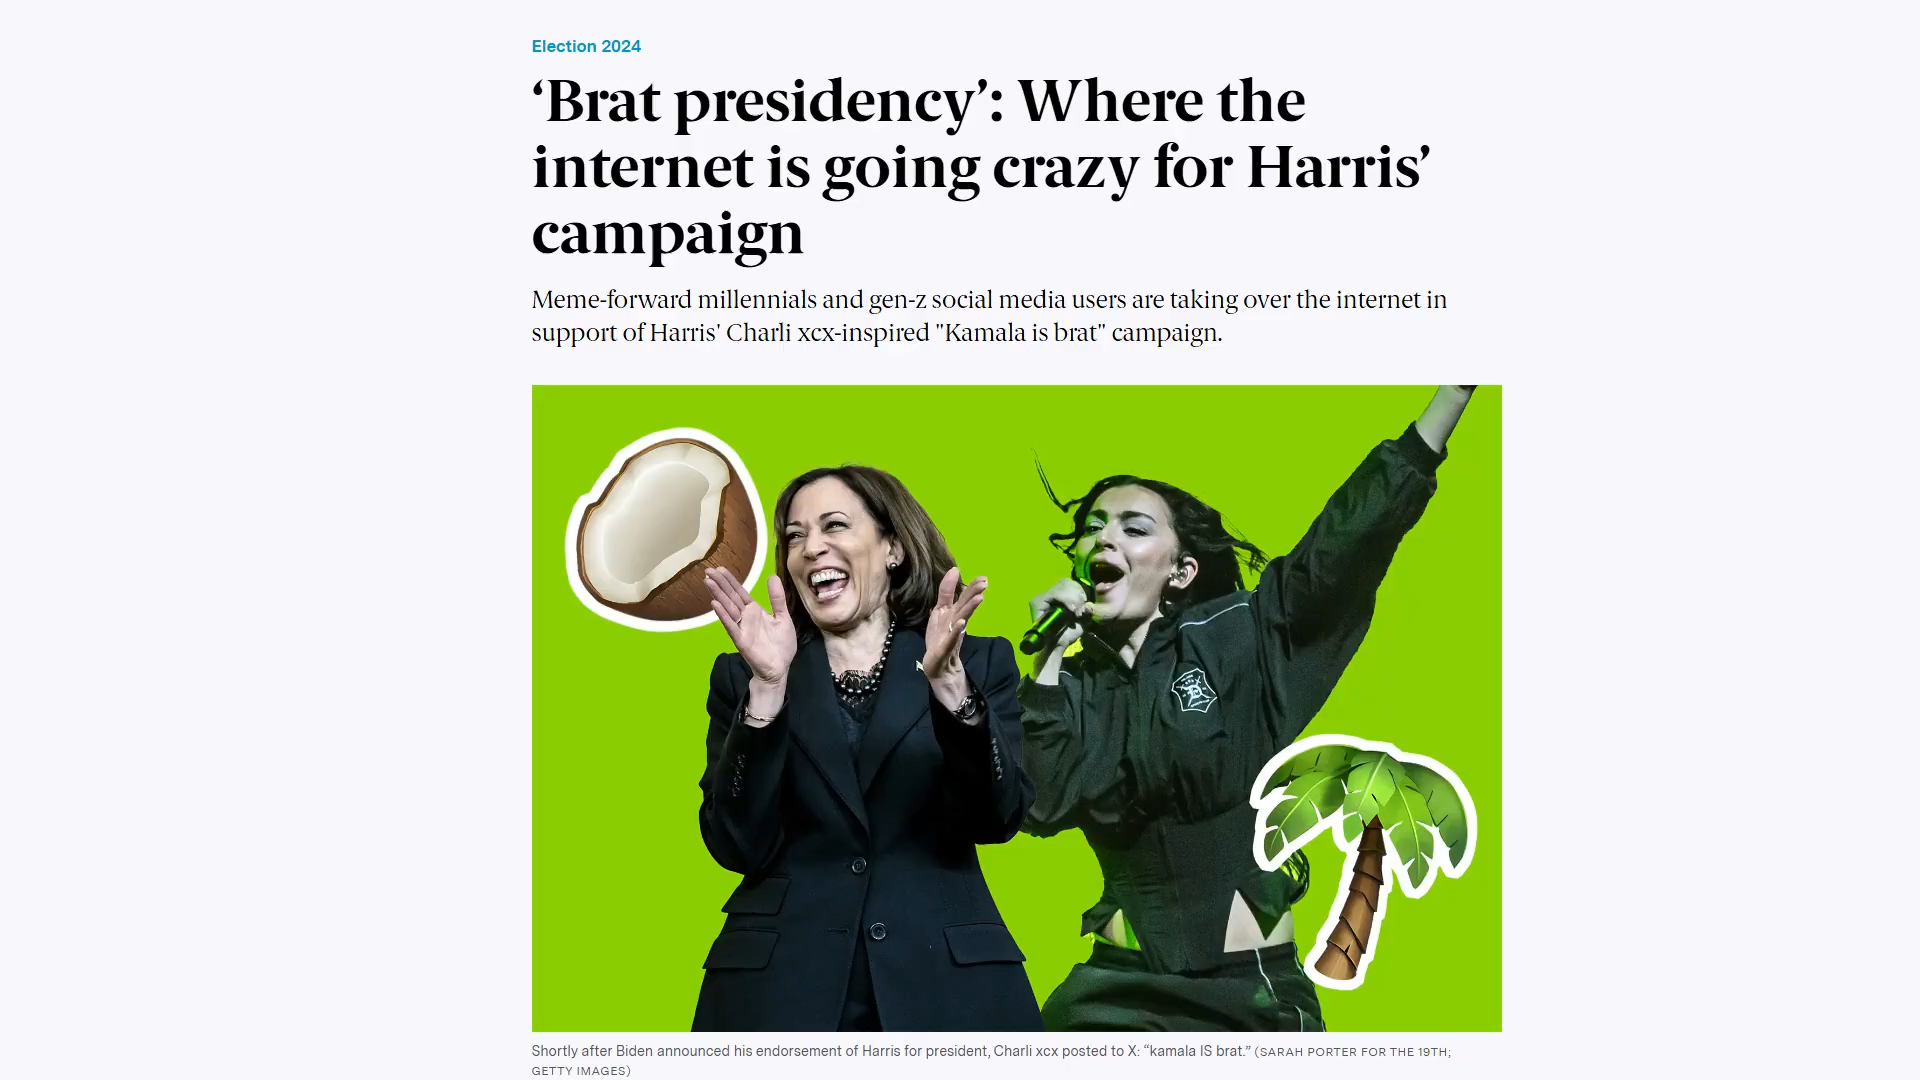 Election 2024
‘Brat presidency’: Where the
internet is going crazy for Harris’
campaign
Meme-forward millennials and gen-z social media users are taking over the internet in
support of Harris' Charli xcx-inspired "Kamala is brat" campaign.
Shortly after Biden announced his endorsement of Harris for president, Charli xcx posted to X: “kamala IS brat.” (SARAH PORTER FOR THE 19TH;
GETTY IMAGES)